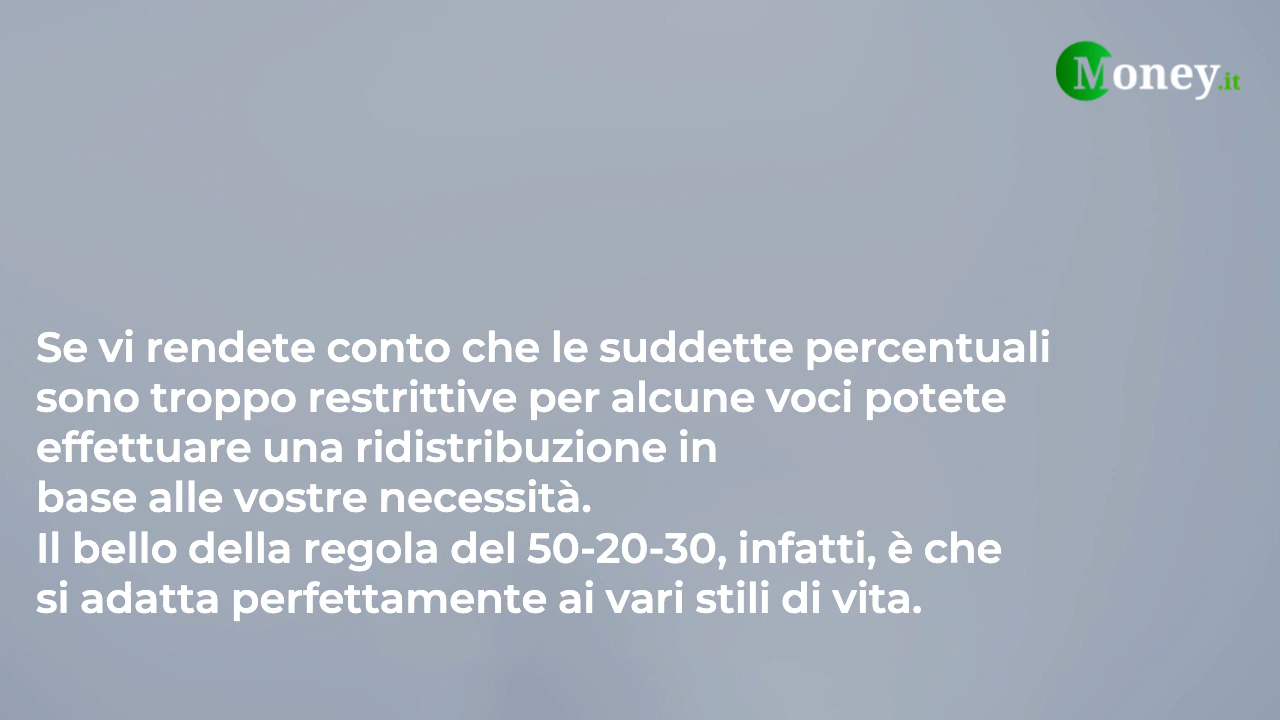 Money.it
Se vi rendete conto che le suddette percentuali
sono troppo restrittive per alcune voci potete
effettuare una ridistribuzione in
base alle vostre necessità.
Il bello della regola del 50-20-30, infatti, è che
si adatta perfettamente ai vari stili di vita.